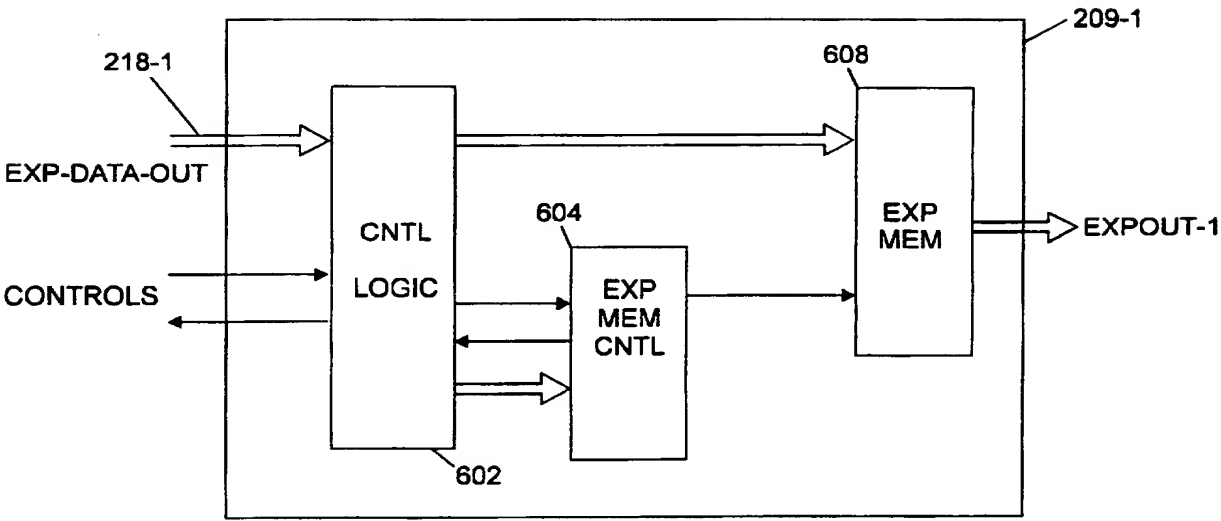 209-1
218-1
608
EXP-DATA-OUT
604
CNTL
LOGIC
EXP
MEM
EXPOUT-1
CONTROLS
EXP
MEM
CNTL
602